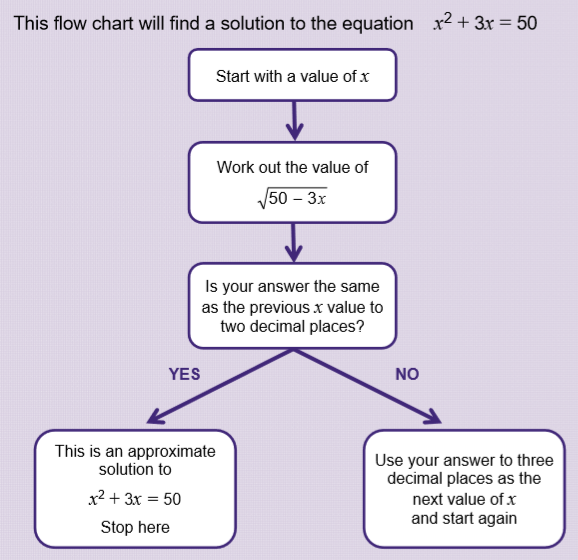 This flow chart will find a solution to the equation x² + 3x = 50
Start with a value of x
Work out the value of
√50 – 3x
Is your answer the same
as the previous x value to
two decimal places?
YES
NO
This is an approximate
solution to
x² + 3x = 50
Stop here
Use your answer to three
decimal places as the
next value of x
and start again